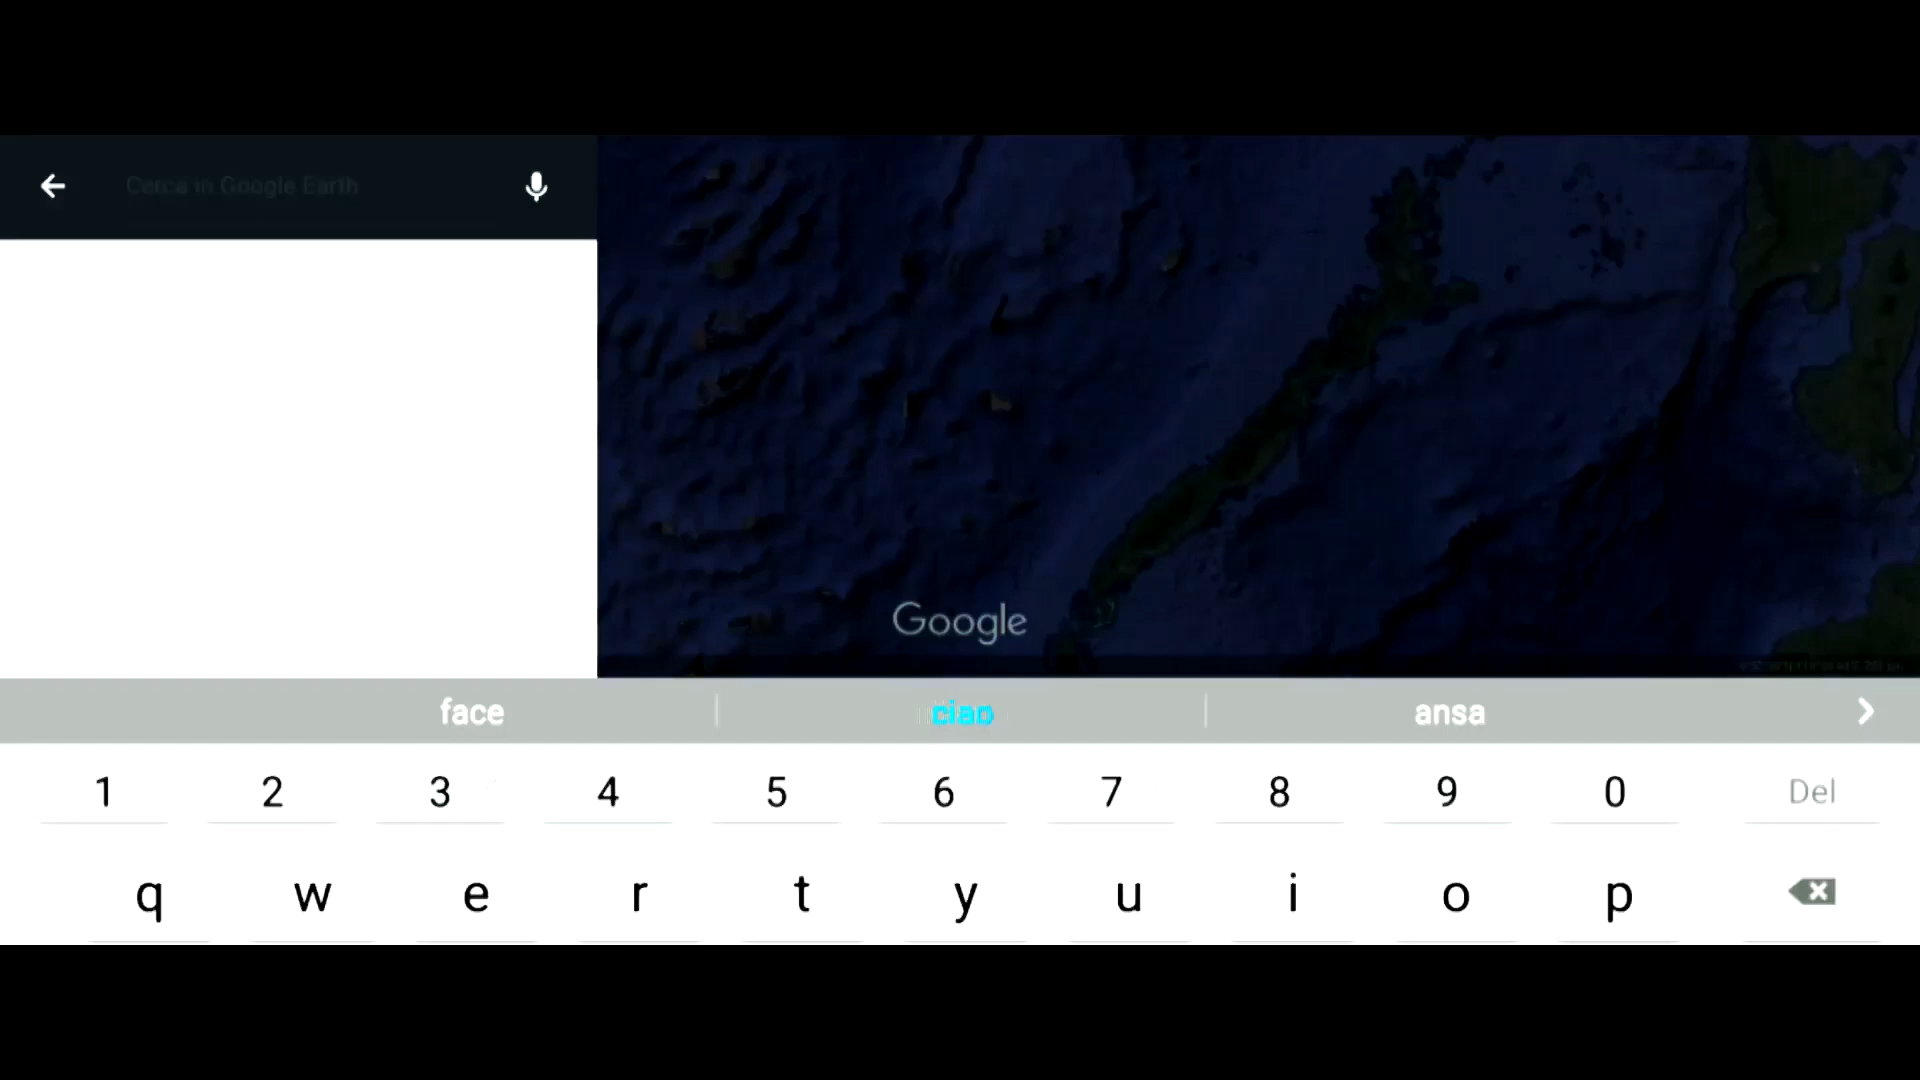 Cerca in Google Earth
Google
face ciao ansa
1 2 3 4 5 6 7 8 9 0 Del
q w e r t y u i o p